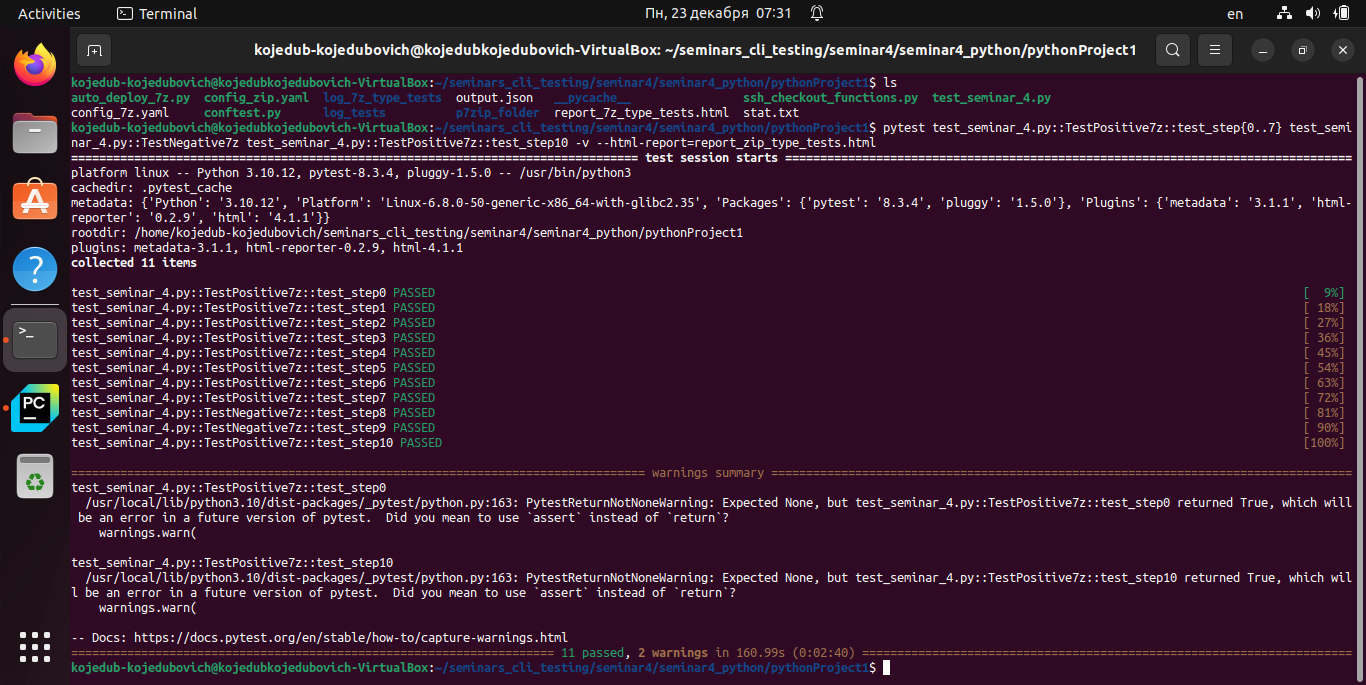 Activities Terminal Пн, 23 декабря 07:31 en
kojedub-kojedubovich@kojedubkojedubovich-VirtualBox: ~/seminars_cli_testing/seminar4/seminar4_python/pythonProject1
kojedub-kojedubovich@kojedubkojedubovich-VirtualBox:~/seminars_cli_testing/seminar4/seminar4_python/pythonProject1$ ls
auto_deploy_7z.py config_zip.yaml log_7z_type_tests output.json __pycache__ ssh_checkout_functions.py test_seminar_4.py
config_7z.yaml conftest.py log_tests p7zip_folder report_7z_type_tests.html stat.txt
kojedub-kojedubovich@kojedubkojedubovich-VirtualBox:~/seminars_cli_testing/seminar4/seminar4_python/pythonProject1$ pytest test_seminar_4.py::TestPositive7z::test_step{0..7} test_semi
nar_4.py::TestNegative7z test_seminar_4.py::TestPositive7z::test_step10 -v --html-report=report_zip_type_tests.html
================================================================================= test session starts =================================================================================
platform linux -- Python 3.10.12, pytest-8.3.4, pluggy-1.5.0 -- /usr/bin/python3
cachedir: .pytest_cache
metadata: {'Python': '3.10.12', 'Platform': 'Linux-6.8.0-50-generic-x86_64-with-glibc2.35', 'Packages': {'pytest': '8.3.4', 'pluggy': '1.5.0'}, 'Plugins': {'metadata': '3.1.1', 'html-
reporter': '0.2.9', 'html': '4.1.1'}}
rootdir: /home/kojedub-kojedubovich/seminars_cli_testing/seminar4/seminar4_python/pythonProject1
plugins: metadata-3.1.1, html-reporter-0.2.9, html-4.1.1
collected 11 items
test_seminar_4.py::TestPositive7z::test_step0 PASSED [  9%]
test_seminar_4.py::TestPositive7z::test_step1 PASSED [ 18%]
test_seminar_4.py::TestPositive7z::test_step2 PASSED [ 27%]
test_seminar_4.py::TestPositive7z::test_step3 PASSED [ 36%]
test_seminar_4.py::TestPositive7z::test_step4 PASSED [ 45%]
test_seminar_4.py::TestPositive7z::test_step5 PASSED [ 54%]
test_seminar_4.py::TestPositive7z::test_step6 PASSED [ 63%]
test_seminar_4.py::TestPositive7z::test_step7 PASSED [ 72%]
test_seminar_4.py::TestNegative7z::test_step8 PASSED [ 81%]
test_seminar_4.py::TestNegative7z::test_step9 PASSED [ 90%]
test_seminar_4.py::TestPositive7z::test_step10 PASSED [100%]
================================================================================== warnings summary ===================================================================================
test_seminar_4.py::TestPositive7z::test_step0
/usr/local/lib/python3.10/dist-packages/_pytest/python.py:163: PytestReturnNotNoneWarning: Expected None, but test_seminar_4.py::TestPositive7z::test_step0 returned True, which will
be an error in a future version of pytest.  Did you mean to use `assert` instead of `return`?
warnings.warn(
test_seminar_4.py::TestPositive7z::test_step10
/usr/local/lib/python3.10/dist-packages/_pytest/python.py:163: PytestReturnNotNoneWarning: Expected None, but test_seminar_4.py::TestPositive7z::test_step10 returned True, which wil
l be an error in a future version of pytest.  Did you mean to use `assert` instead of `return`?
warnings.warn(
-- Docs: https://docs.pytest.org/en/stable/how-to/capture-warnings.html
===================================================================== 11 passed, 2 warnings in 160.99s (0:02:40) ======================================================================
kojedub-kojedubovich@kojedubkojedubovich-VirtualBox:~/seminars_cli_testing/seminar4/seminar4_python/pythonProject1$
PC